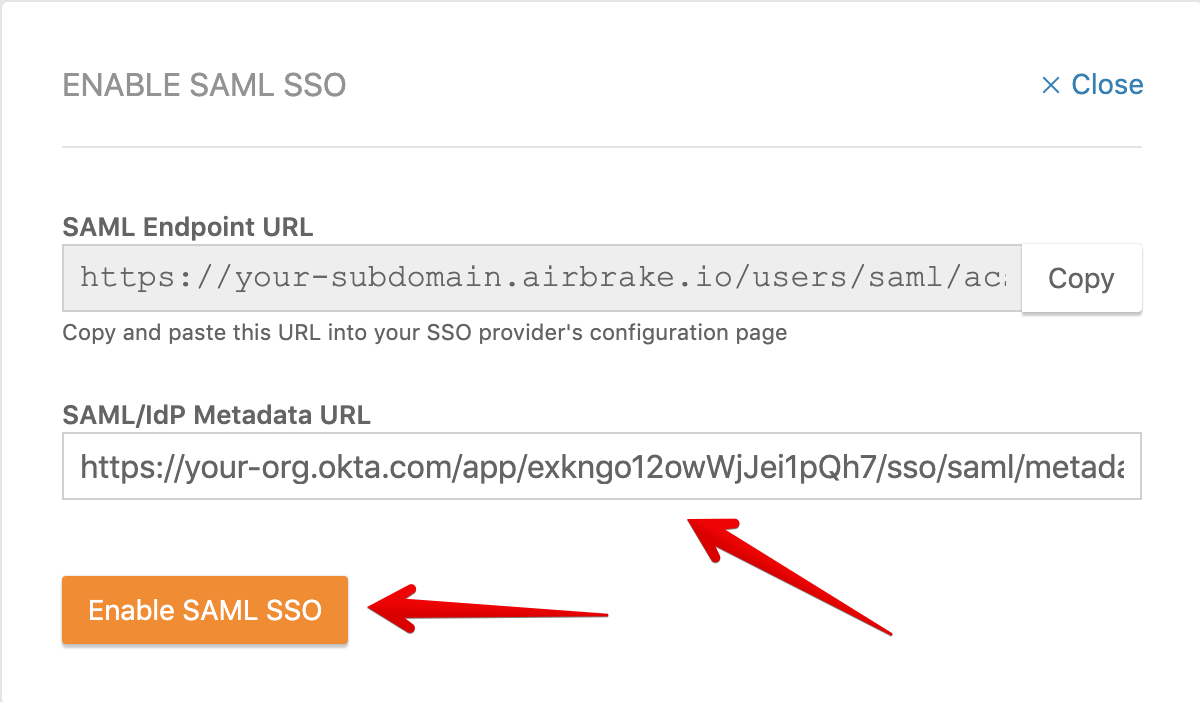 ENABLE SAML SSO
× Close
SAML Endpoint URL
https://your-subdomain.airbrake.io/users/saml/acs
Copy
Copy and paste this URL into your SSO provider's configuration page
SAML/IdP Metadata URL
https://your-org.okta.com/app/exkngo12owWjJei1pQh7/sso/saml/metada
Enable SAML SSO